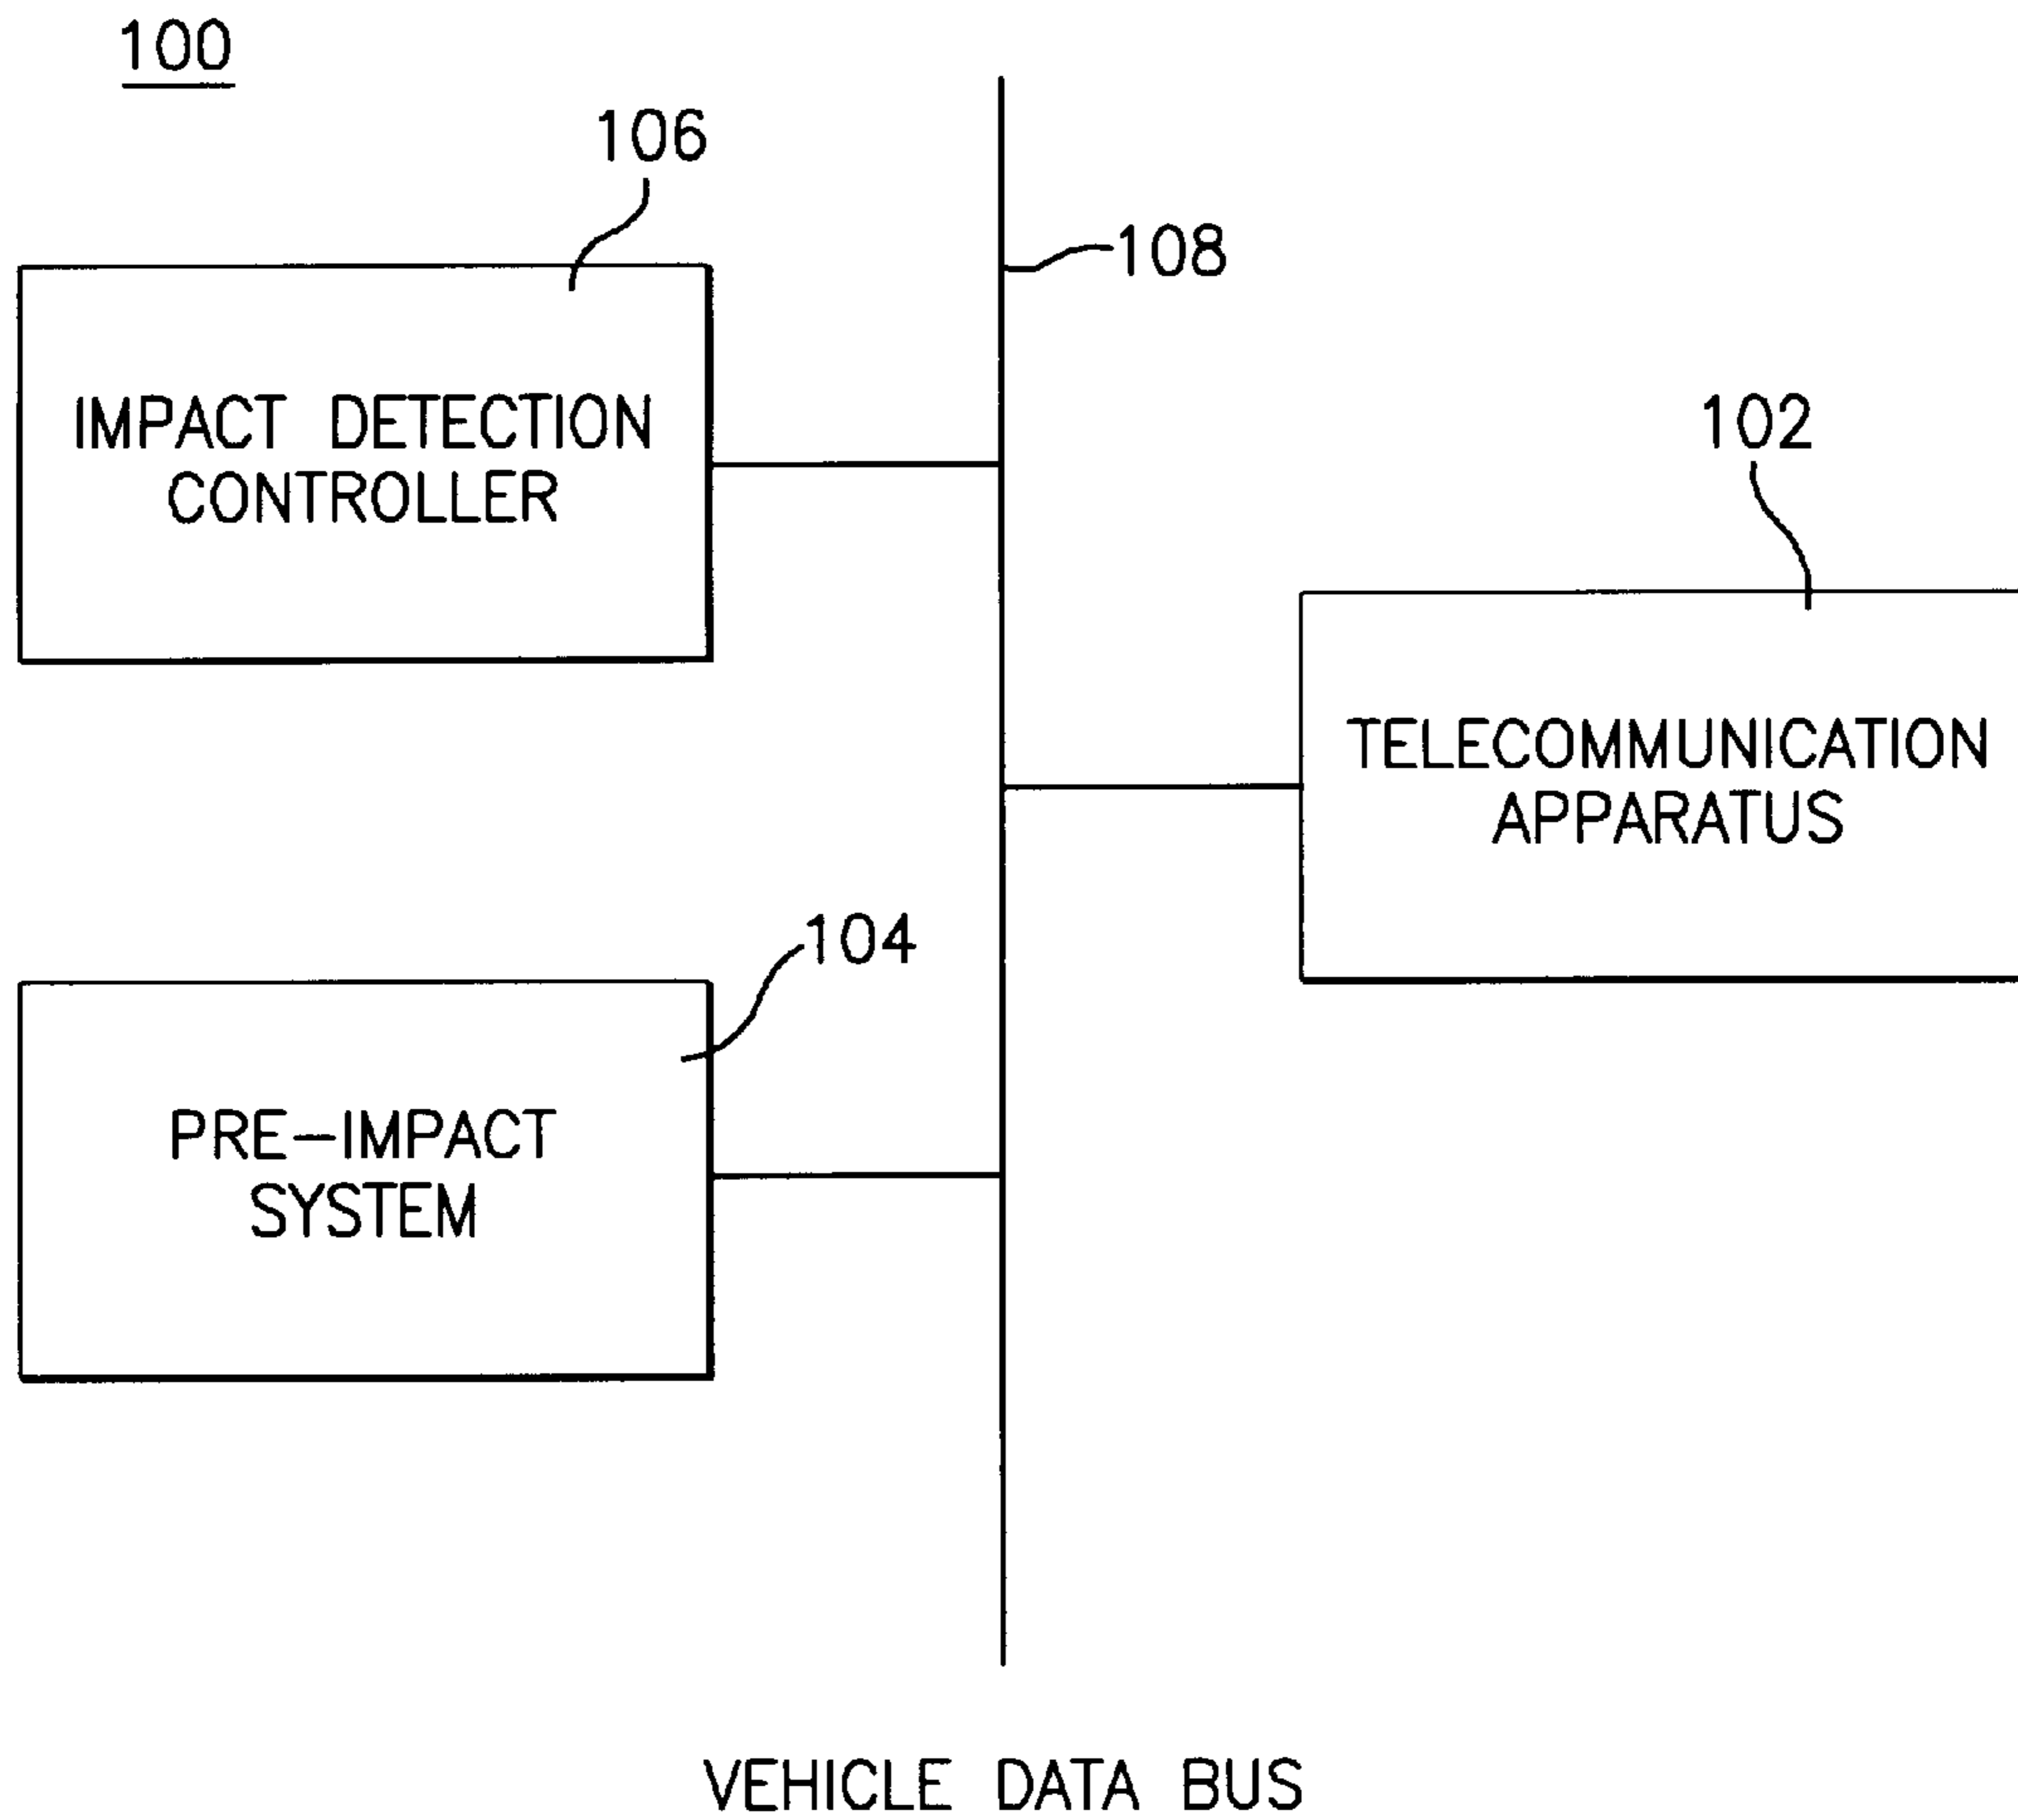 100
106
108
IMPACT DETECTION
CONTROLLER
102
TELECOMMUNICATION
APPARATUS
104
PRE-IMPACT
SYSTEM
VEHICLE DATA BUS